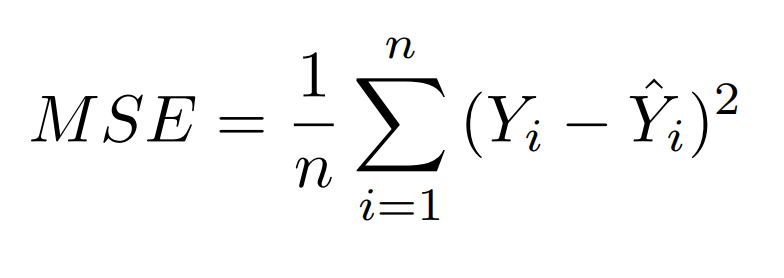 MSE = \frac{1}{n} \sum_{i=1}^{n} (Y_i - \hat{Y}_i)^2